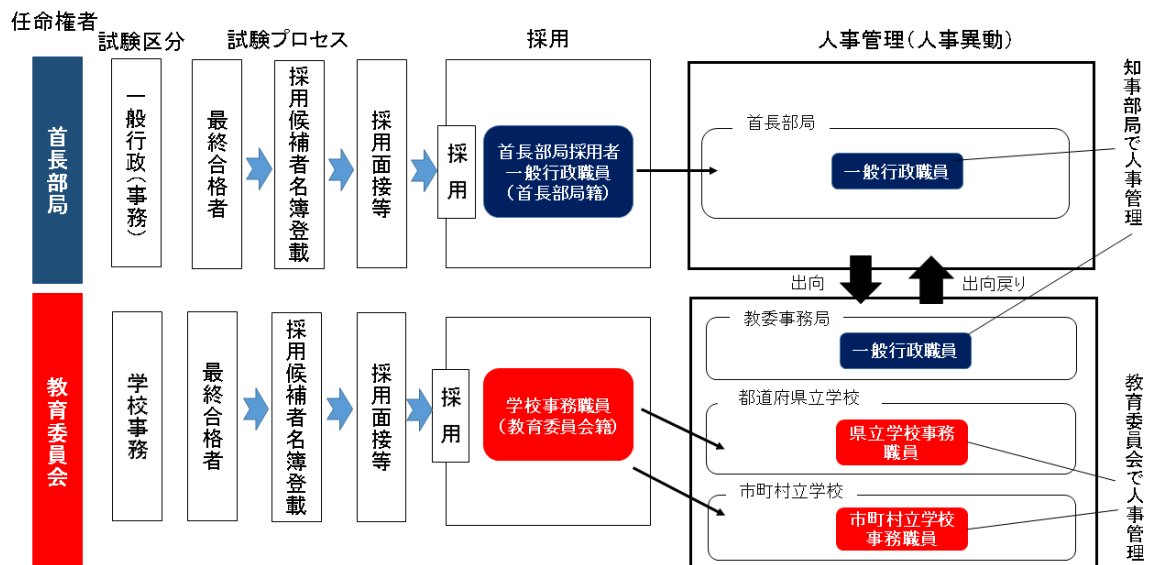 任命権者
試験区分
試験プロセス
採用
人事管理(人事異動)
首長部局
一般行政(事務)
最終合格者
採用候補者名簿登載
採用面接等
採用
首長部局採用者
一般行政職員
(首長部局籍)
首長部局
一般行政職員
知事部局で人事管理
出向
出向戻り
教育委員会
学校事務
最終合格者
採用候補者名簿登載
採用面接等
採用
学校事務職員
(教育委員会籍)
教委事務局
一般行政職員
都道府県立学校
県立学校事務
職員
市町村立学校
市町村立学校
事務職員
教育委員会で人事管理